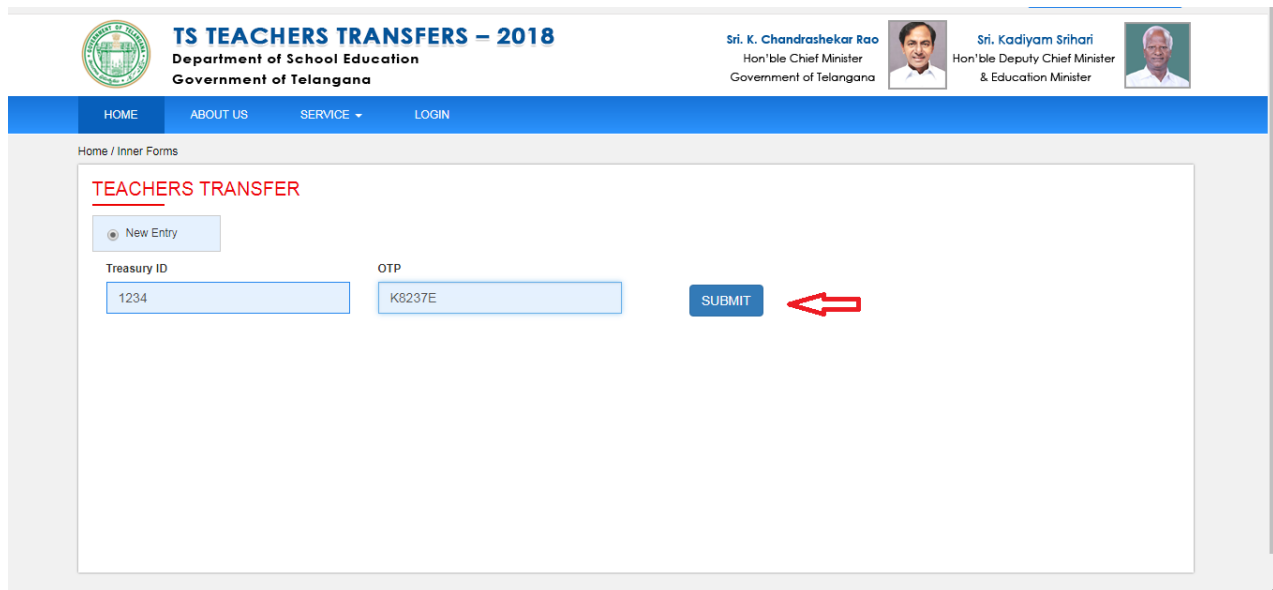 TS TEACHERS TRANSFERS – 2018
Department of School Education
Government of Telangana
Sri. K. Chandrashekar Rao
Hon'ble Chief Minister
Government of Telangana
Sri. Kadiyam Srihari
Hon'ble Deputy Chief Minister
& Education Minister
HOME ABOUT US SERVICE LOGIN
Home / Inner Forms
TEACHERS TRANSFER
New Entry
Treasury ID OTP
1234 K8237E SUBMIT